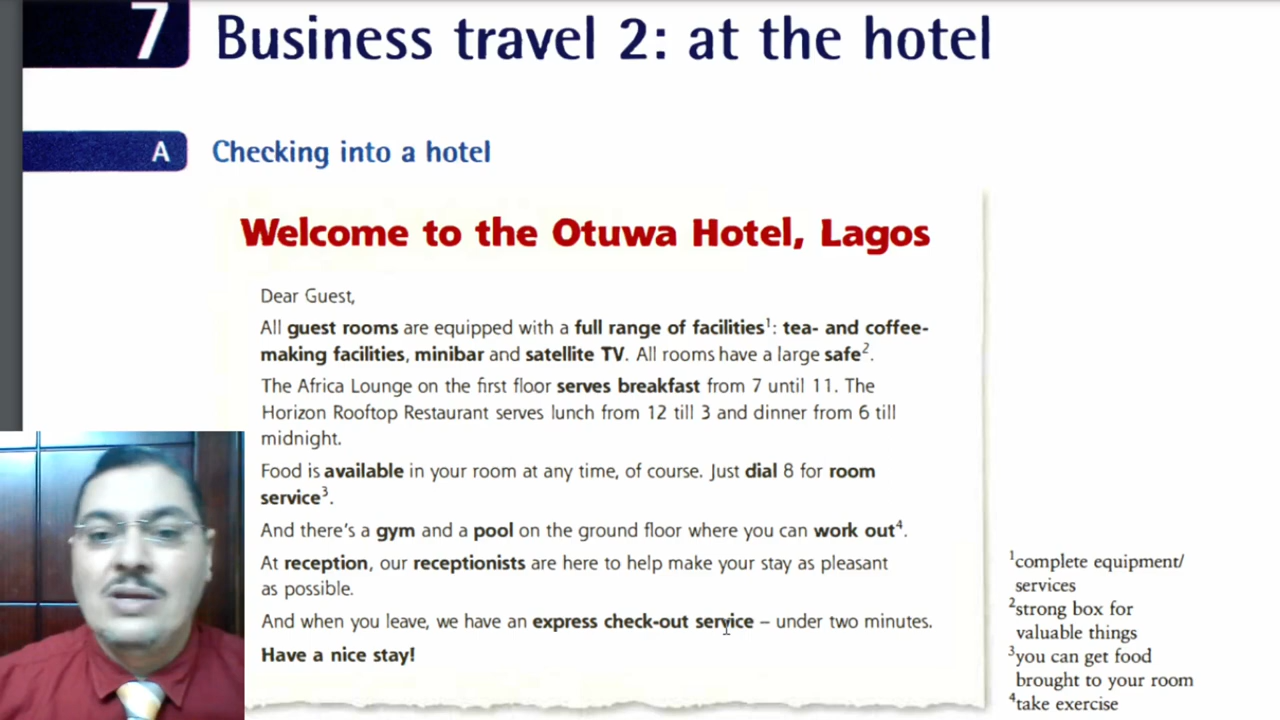 7
Business travel 2: at the hotel
A
Checking into a hotel
Welcome to the Otuwa Hotel, Lagos
Dear Guest,
All guest rooms are equipped with a full range of facilities¹: tea- and coffee-
making facilities, minibar and satellite TV. All rooms have a large safe².
The Africa Lounge on the first floor serves breakfast from 7 until 11. The
Horizon Rooftop Restaurant serves lunch from 12 till 3 and dinner from 6 till
midnight.
Food is available in your room at any time, of course. Just dial 8 for room
service³.
And there's a gym and a pool on the ground floor where you can work out⁴.
At reception, our receptionists are here to help make your stay as pleasant
as possible.
And when you leave, we have an express check-out service – under two minutes.
Have a nice stay!
¹complete equipment/
services
²strong box for
valuable things
³you can get food
brought to your room
⁴take exercise